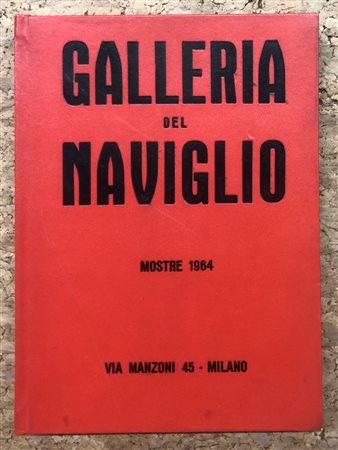 GALLERIA
DEL
NAVIGLIO
MOSTRE 1964
VIA MANZONI 45 - MILANO